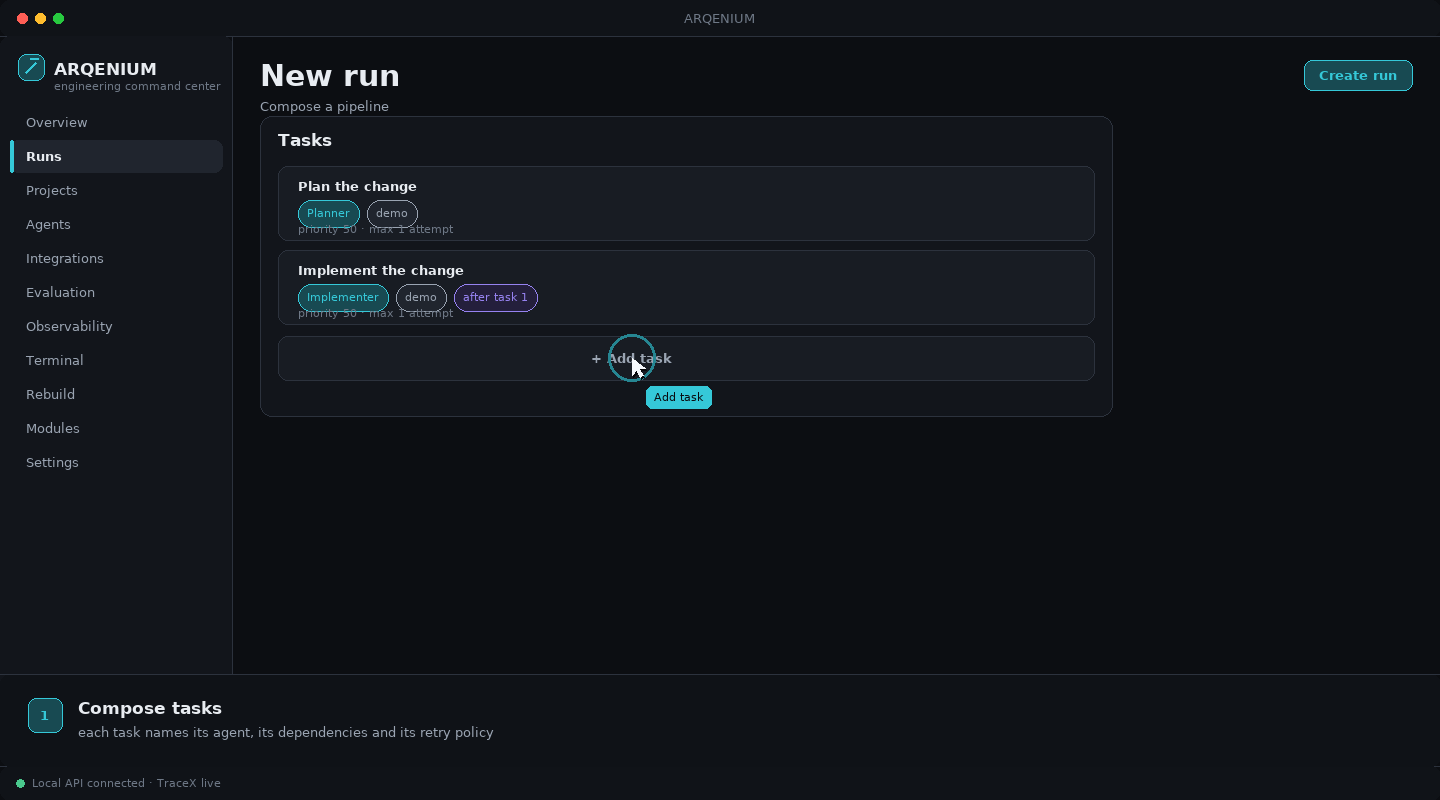 ARQENIUM
ARQENIUM
engineering command center
Overview
Runs
Projects
Agents
Integrations
Evaluation
Observability
Terminal
Rebuild
Modules
Settings
New run
Create run
Compose a pipeline
Tasks
Plan the change
Planner demo
priority 50 · max 1 attempt
Implement the change
Implementer demo after task 1
priority 50 · max 1 attempt
+ Add task
Add task
1
Compose tasks
each task names its agent, its dependencies and its retry policy
Local API connected · TraceX live